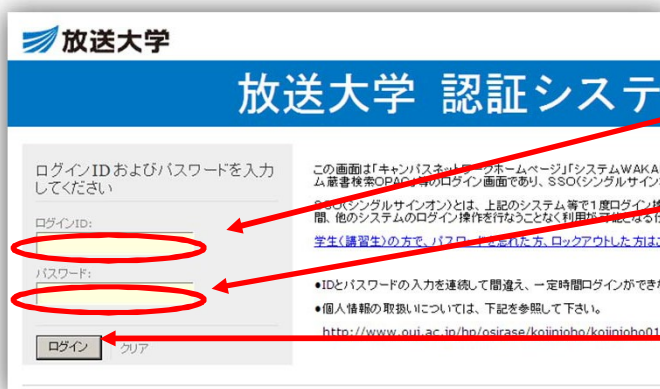 放送大学
放送大学 認証システ
ログインIDおよびパスワードを入力
してください
ログインID:
パスワード:
ログイン クリア
この画面は「キャンパスネットワークホームページ」「システムWAKA
ム蔵書検索OPAC」等のログイン画面であり、SSO(シングルサイン
SSO(シングルサインオン)とは、上記のシステム等で1度ログイン
間、他のシステムのログイン操作を行なうことなく利用が可能となる
学生(講習生)の方で、パスワードを忘れた方、ロックアウトした方は
●IDとパスワードの入力を連続して間違え、一定時間ログインができ
●個人情報の取扱いについては、下記を参照して下さい。
http://www.ouj.ac.jp/hp/osirase/kojinjoho/kojinjoho01